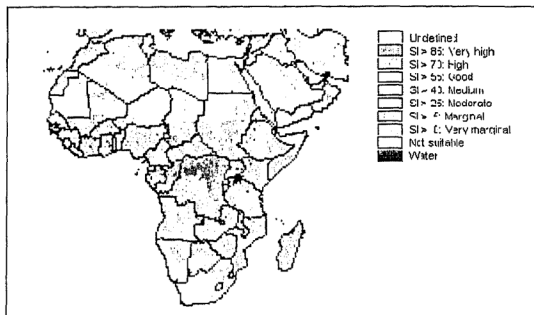 Undefined
SI > 85: Very high
SI > 70: High
SI > 55: Good
SI > 40: Medium
SI > 25: Moderate
SI > 5: Marginal
SI > 0: Very marginal
Not suitable
Water